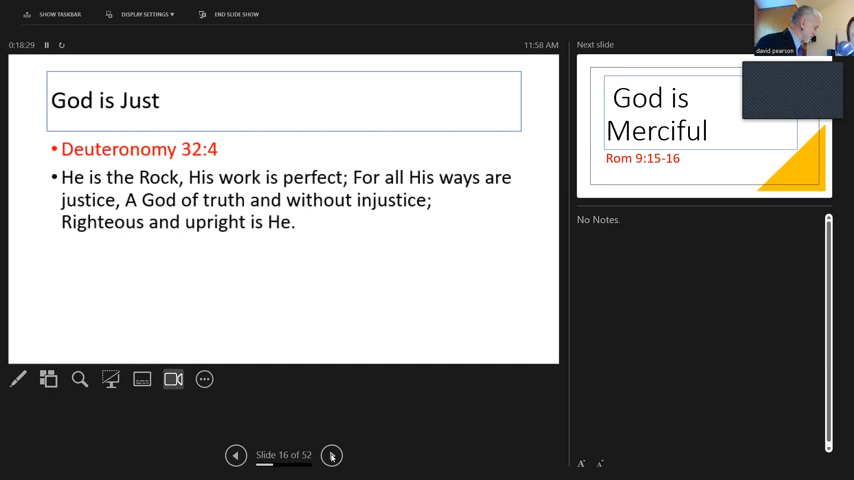 SHOW TASKBAR
DISPLAY SETTINGS ▾
END SLIDE SHOW
0:18:29
11:58 AM
Next slide
david pearson
God is Just
• Deuteronomy 32:4
• He is the Rock, His work is perfect; For all His ways are
justice, A God of truth and without injustice;
Righteous and upright is He.
God is
Merciful
Rom 9:15-16
No Notes.
Slide 16 of 52
A A